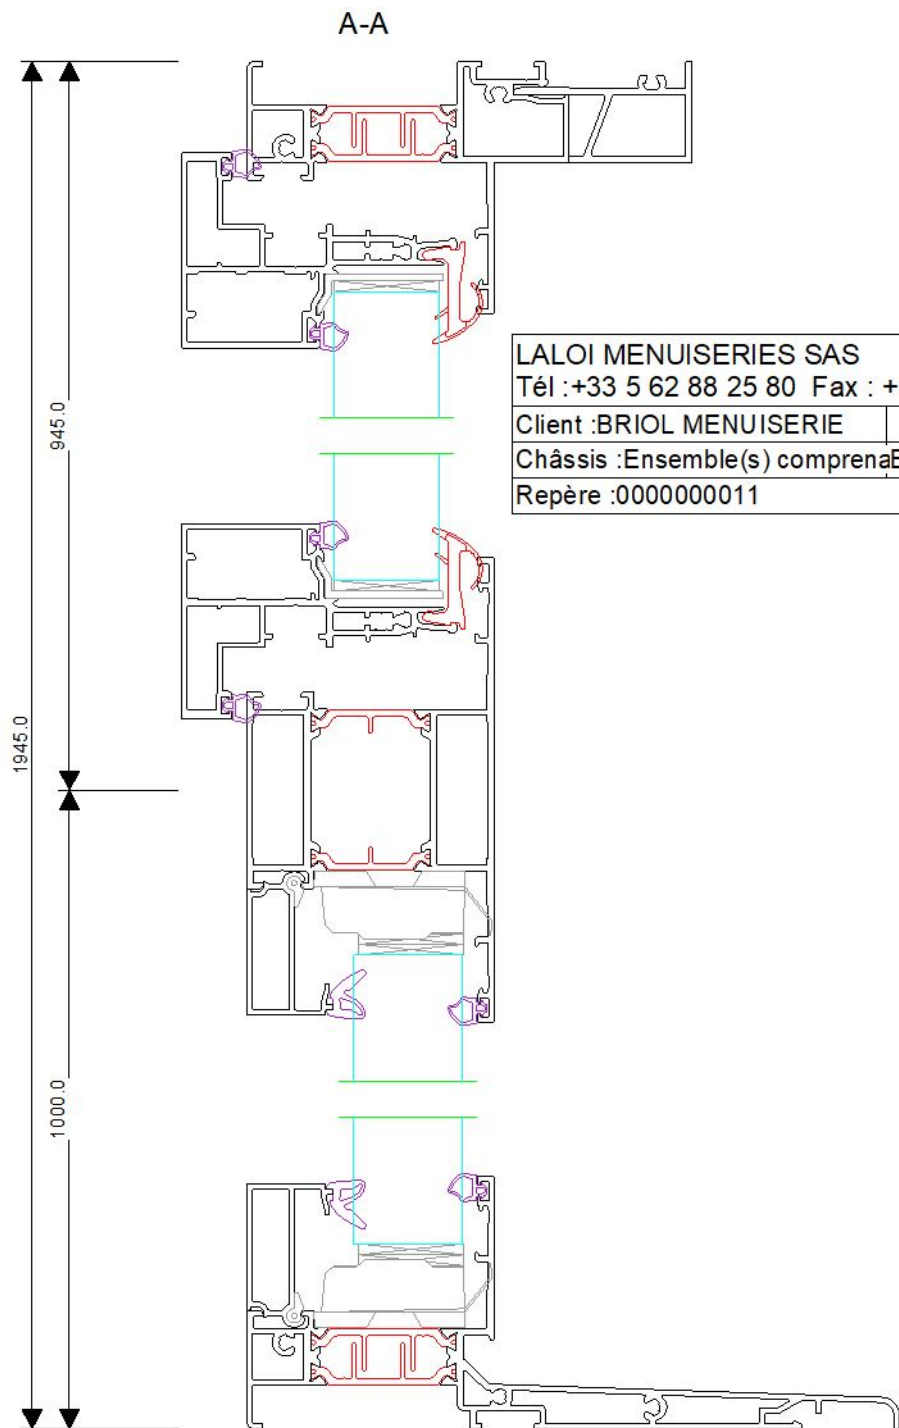 A-A
945.0
1945.0
1000.0
LALOI MENUISERIES SAS
Tél :+33 5 62 88 25 80 Fax : +
Client :BRIOL MENUISERIE
Châssis :Ensemble(s) comprenaE
Repère :0000000011